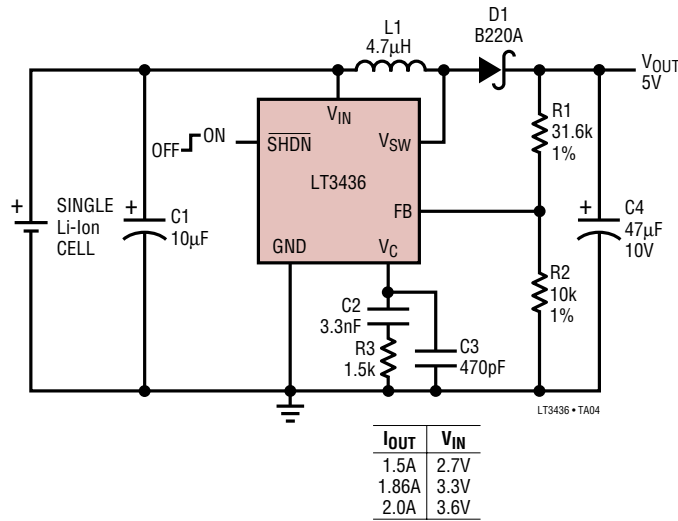 L1
4.7µH
D1
B220A
VOUT
5V
VIN
R1
31.6k
1%
OFF
ON
SHDN
VSW
LT3436
FB
SINGLE
Li-Ion
CELL
+
+
C1
10µF
+
C4
47µF
10V
GND
VC
R2
10k
1%
C2
3.3nF
R3
1.5k
C3
470pF
LT3436 • TA04
IOUT VIN
1.5A 2.7V
1.86A 3.3V
2.0A 3.6V